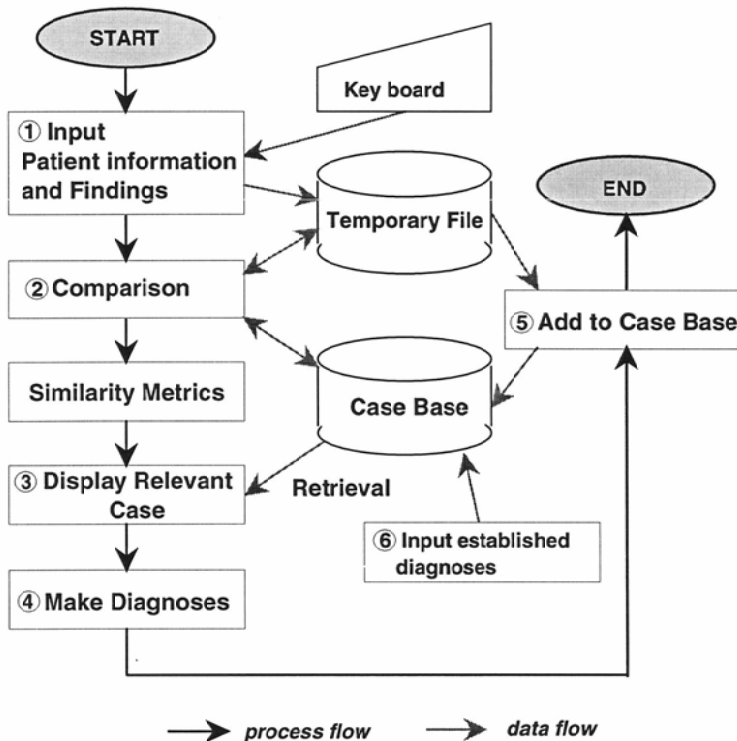 START
Key board
① Input
Patient information
and Findings
END
Temporary File
② Comparison
⑤ Add to Case Base
Similarity Metrics
Case Base
③ Display Relevant
Case
Retrieval
⑥ Input established
diagnoses
④ Make Diagnoses
process flow
data flow